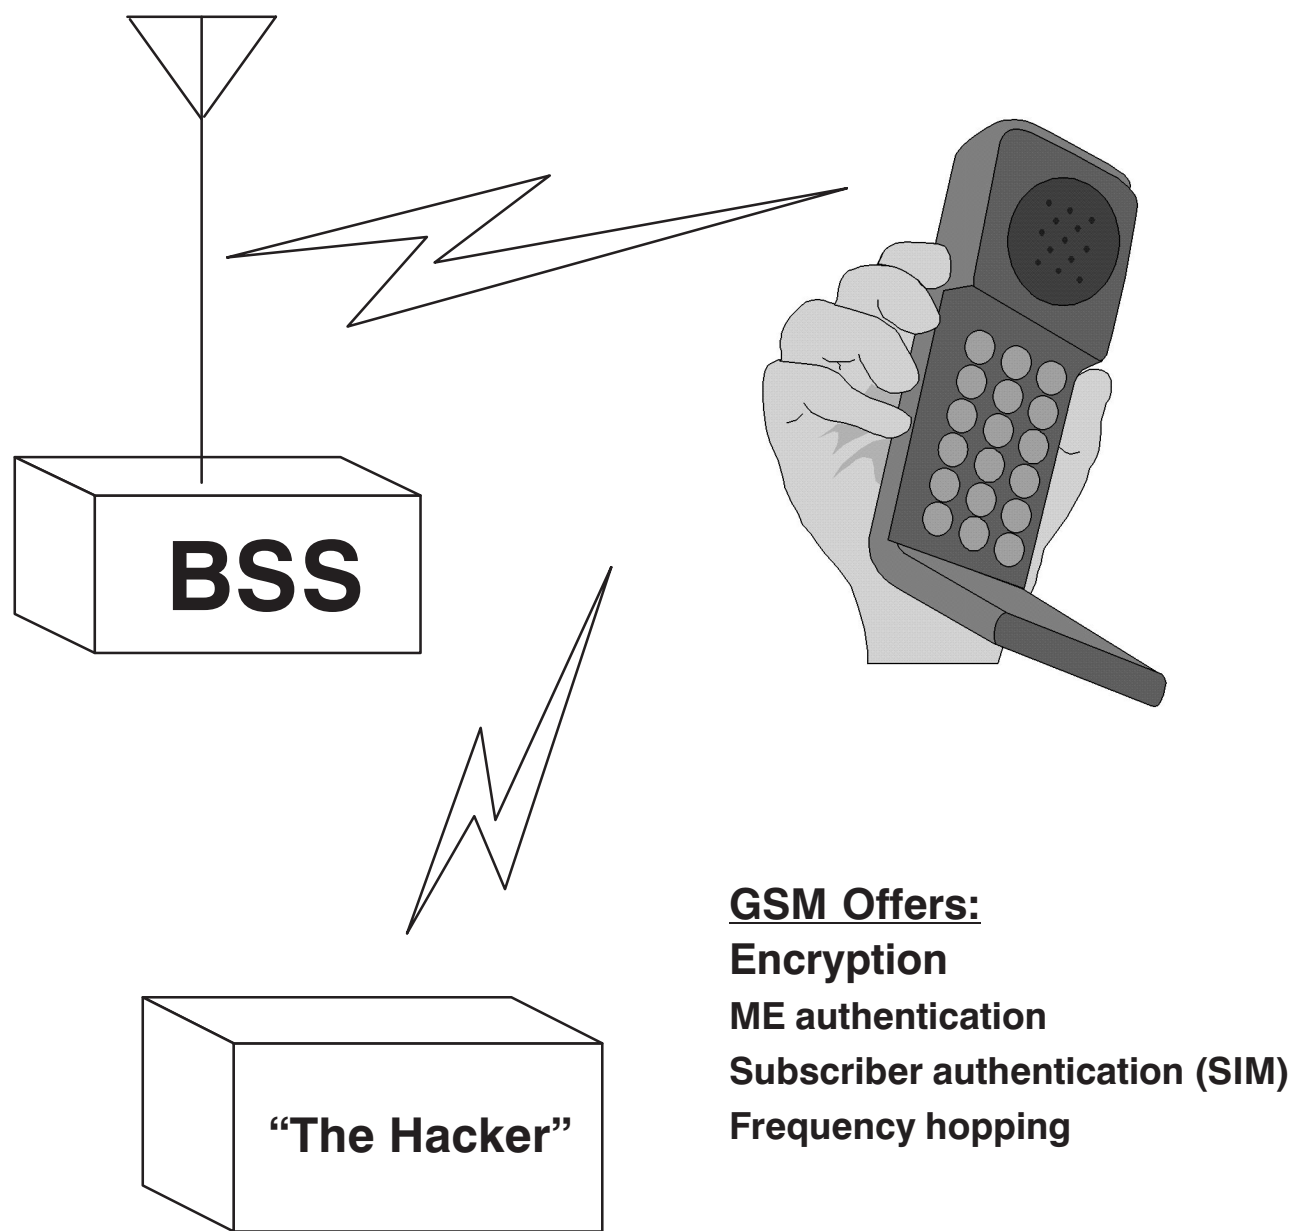 BSS
“The Hacker”
GSM Offers:
Encryption
ME authentication
Subscriber authentication (SIM)
Frequency hopping